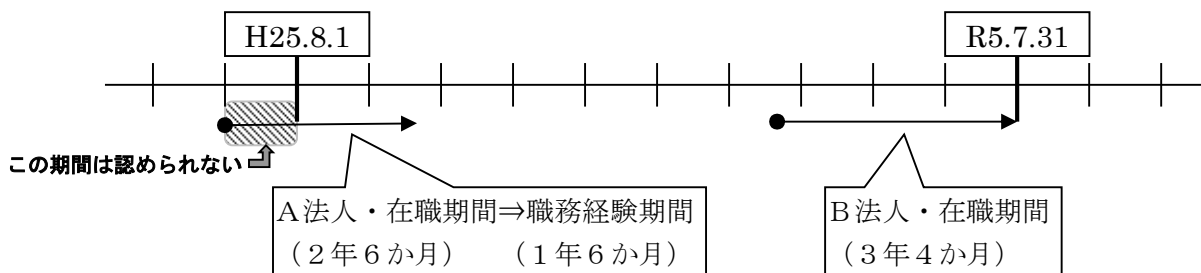 H25.8.1
R5.7.31
この期間は認められない
A法人・在職期間⇒職務経験期間
(2年6か月) (1年6か月)
B法人・在職期間
(3年4か月)